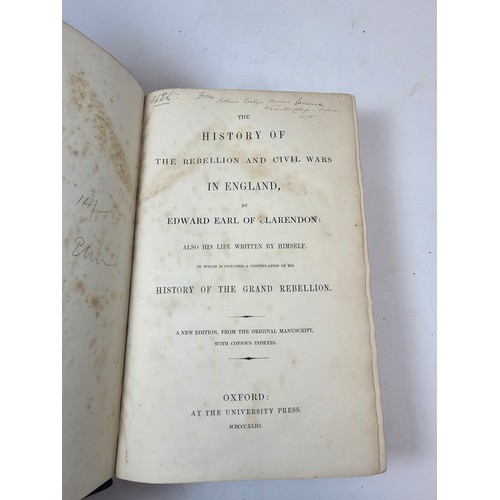 From
14/-
THE
HISTORY OF
THE REBELLION AND CIVIL WARS
IN ENGLAND,
BY
EDWARD EARL OF CLARENDON:
ALSO HIS LIFE WRITTEN BY HIMSELF,
IN WHICH IS INCLUDED A CONTINUATION OF HIS
HISTORY OF THE GRAND REBELLION.
A NEW EDITION, FROM THE ORIGINAL MANUSCRIPT,
WITH COPIOUS INDEXES.
OXFORD:
AT THE UNIVERSITY PRESS.
MDCCCXLIII.